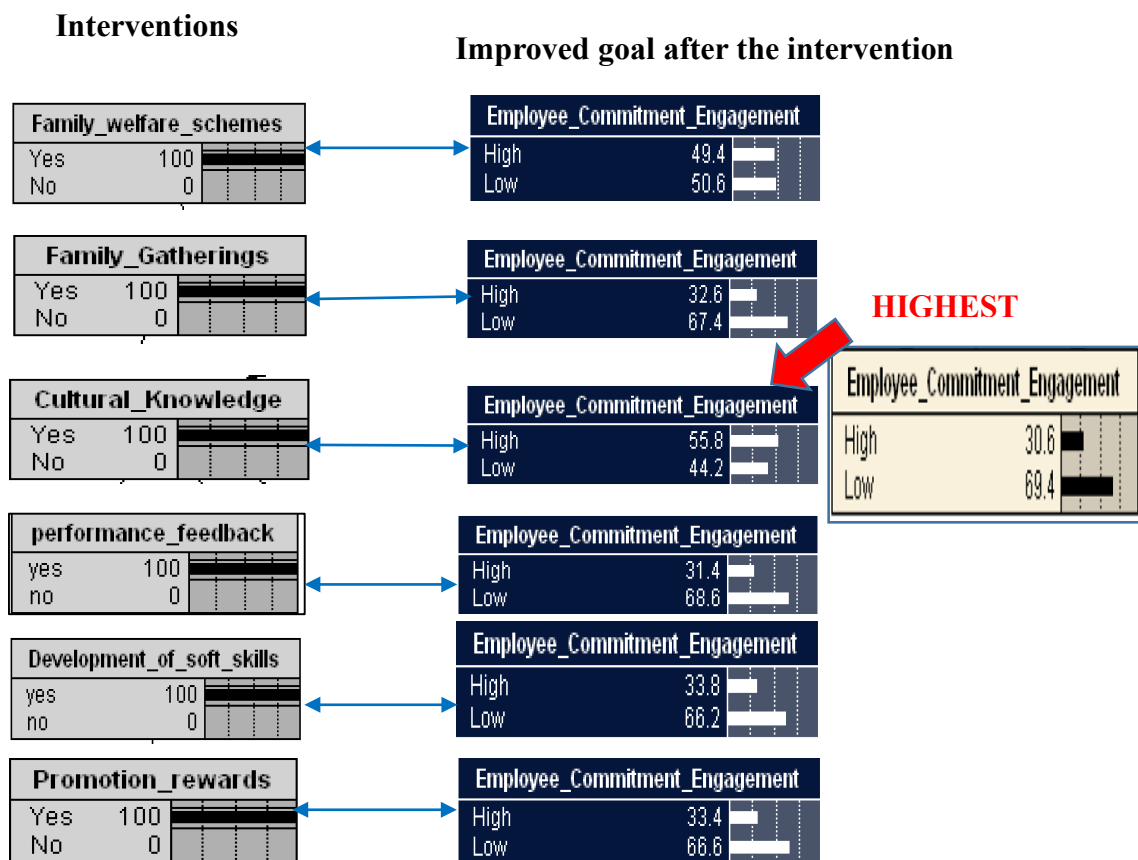 Interventions
Improved goal after the intervention
Family_welfare_schemes
Yes 100
No 0
Employee_Commitment_Engagement
High 49.4
Low 50.6
Family_Gatherings
Yes 100
No 0
Employee_Commitment_Engagement
High 32.6
Low 67.4
HIGHEST
Cultural_Knowledge
Yes 100
No 0
Employee_Commitment_Engagement
High 55.8
Low 44.2
Employee_Commitment_Engagement
High 30.6
Low 69.4
performance_feedback
yes 100
no 0
Employee_Commitment_Engagement
High 31.4
Low 68.6
Development_of_soft_skills
yes 100
no 0
Employee_Commitment_Engagement
High 33.8
Low 66.2
Promotion_rewards
Yes 100
No 0
Employee_Commitment_Engagement
High 33.4
Low 66.6